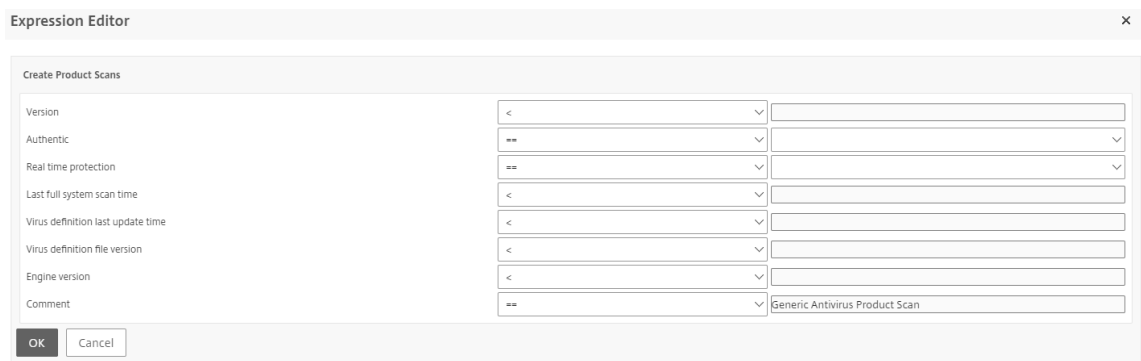 Expression Editor ×
Create Product Scans
Version <
Authentic ==
Real time protection ==
Last full system scan time <
Virus definition last update time <
Virus definition file version <
Engine version <
Comment == Generic Antivirus Product Scan
OK Cancel